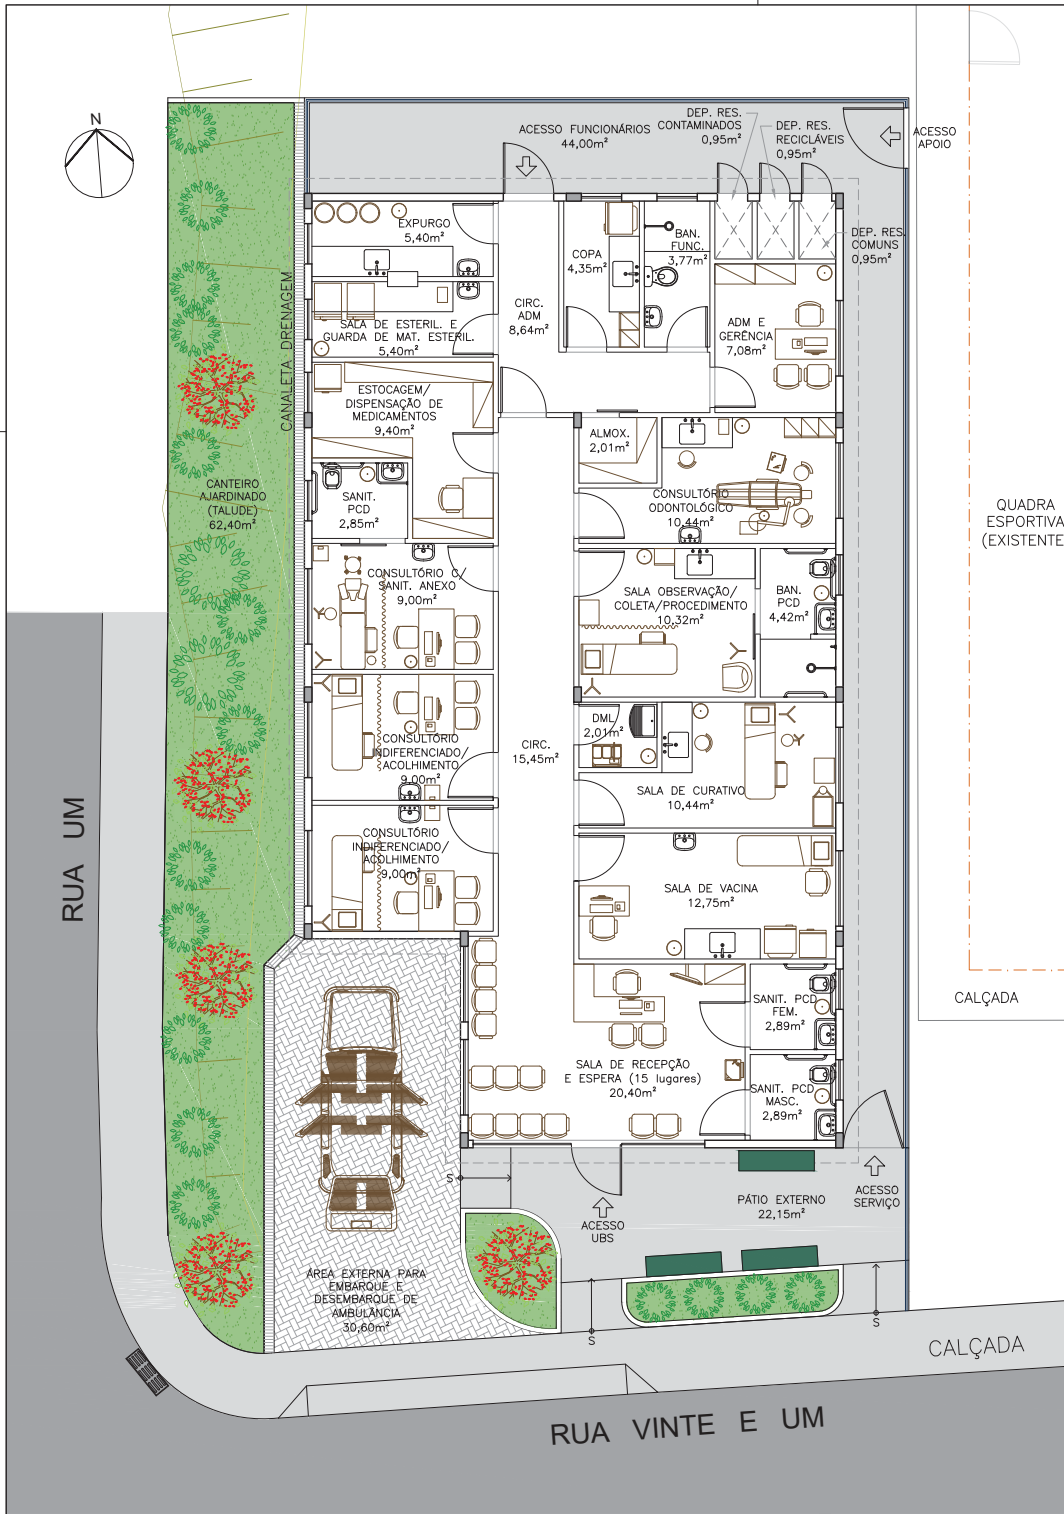 N
ACESSO FUNCIONÁRIOS
44,00m²
DEP. RES.
CONTAMINADOS
0,95m²
DEP. RES.
RECICLÁVEIS
0,95m²
ACESSO
APOIO
DEP. RES.
COMUNS
0,95m²
EXPURGO
5,40m²
COPA
4,35m²
BAN.
FUNC.
3,77m²
CIRC.
ADM
8,64m²
ADM E
GERÊNCIA
7,08m²
SALA DE ESTERIL. E
GUARDA DE MAT. ESTERIL.
5,40m²
CANALETA DRENAGEM
ESTOCAGEM/
DISPENSAÇÃO DE
MEDICAMENTOS
9,40m²
ALMOX.
2,01m²
CANTEIRO
AJARDINADO
(TALUDE)
62,40m²
SANIT.
PCD
2,85m²
CONSULTÓRIO
ODONTOLÓGICO
10,44m²
QUADRA
ESPORTIVA
(EXISTENTE
CONSULTÓRIO C/
SANIT. ANEXO
9,00m²
SALA OBSERVAÇÃO/
COLETA/PROCEDIMENTO
10,32m²
BAN.
PCD
4,42m²
CONSULTÓRIO
INDIFERENCIADO/
ACOLHIMENTO
9,00m²
CIRC.
15,45m²
DML
2,01m²
SALA DE CURATIVO
10,44m²
CONSULTÓRIO
INDIFERENCIADO/
ACOLHIMENTO
9,00m²
SALA DE VACINA
12,75m²
RUA UM
SANIT. PCD
FEM.
2,89m²
CALÇADA
SALA DE RECEPÇÃO
E ESPERA (15 lugares)
20,40m²
SANIT. PCD
MASC.
2,89m²
S
ACESSO
UBS
PÁTIO EXTERNO
22,15m²
ACESSO
SERVIÇO
ÁREA EXTERNA PARA
EMBARQUE E
DESEMBARQUE DE
AMBULÂNCIA
30,60m²
S
S
CALÇADA
RUA VINTE E UM